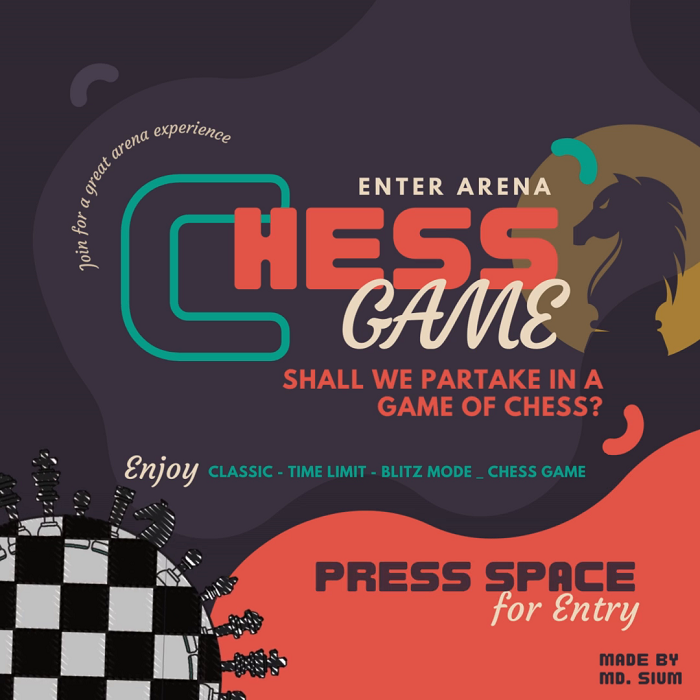 Join for a great arena experience
ENTER ARENA
CHESS
GAME
SHALL WE PARTAKE IN A
GAME OF CHESS?
Enjoy CLASSIC - TIME LIMIT - BLITZ MODE _ CHESS GAME
PRESS SPACE
for Entry
MADE BY
MD. SIUM